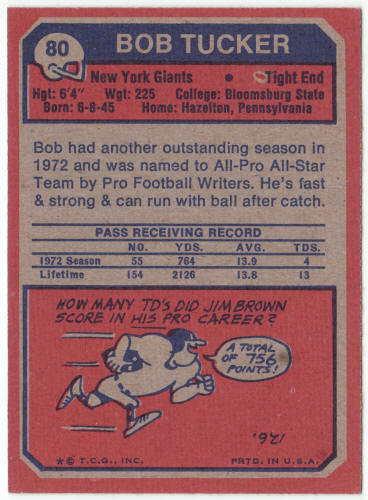 80 BOB TUCKER
New York Giants • Tight End
Hgt: 6'4" Wgt: 225 College: Bloomsburg State
Born: 6-8-45 Home: Hazelton, Pennsylvania
Bob had another outstanding season in
1972 and was named to All-Pro All-Star
Team by Pro Football Writers. He's fast
& strong & can run with ball after catch.
PASS RECEIVING RECORD
NO. YDS. AVG. TDS.
1972 Season 55 764 13.9 4
Lifetime 154 2126 13.8 13
HOW MANY TD'S DID JIM BROWN
SCORE IN HIS PRO CAREER?
A TOTAL
OF 756
POINTS!
126.
* © T.C.G., INC. PRTD. IN U.S.A.